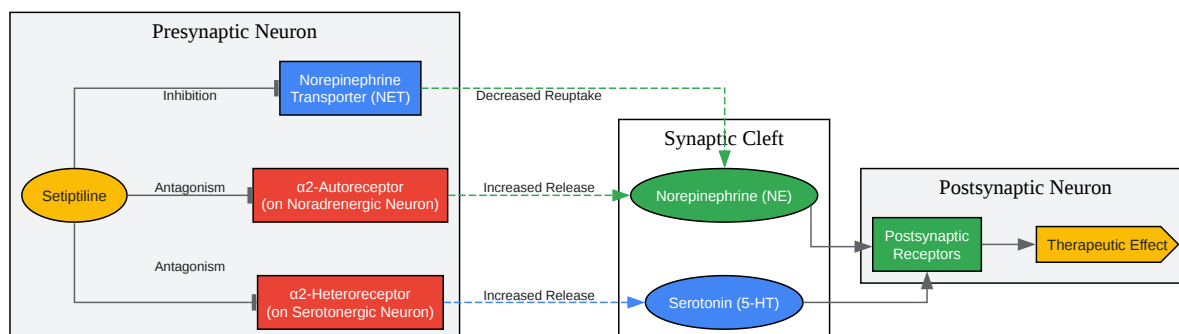 Presynaptic Neuron
Norepinephrine
Transporter (NET)
Inhibition
Decreased Reuptake
Synaptic Cleft
Setiptiline
Antagonism
α2-Autoreceptor
(on Noradrenergic Neuron)
Increased Release
Norepinephrine (NE)
Postsynaptic Neuron
Postsynaptic
Receptors
Therapeutic Effect
Antagonism
α2-Heteroreceptor
(on Serotonergic Neuron)
Increased Release
Serotonin (5-HT)